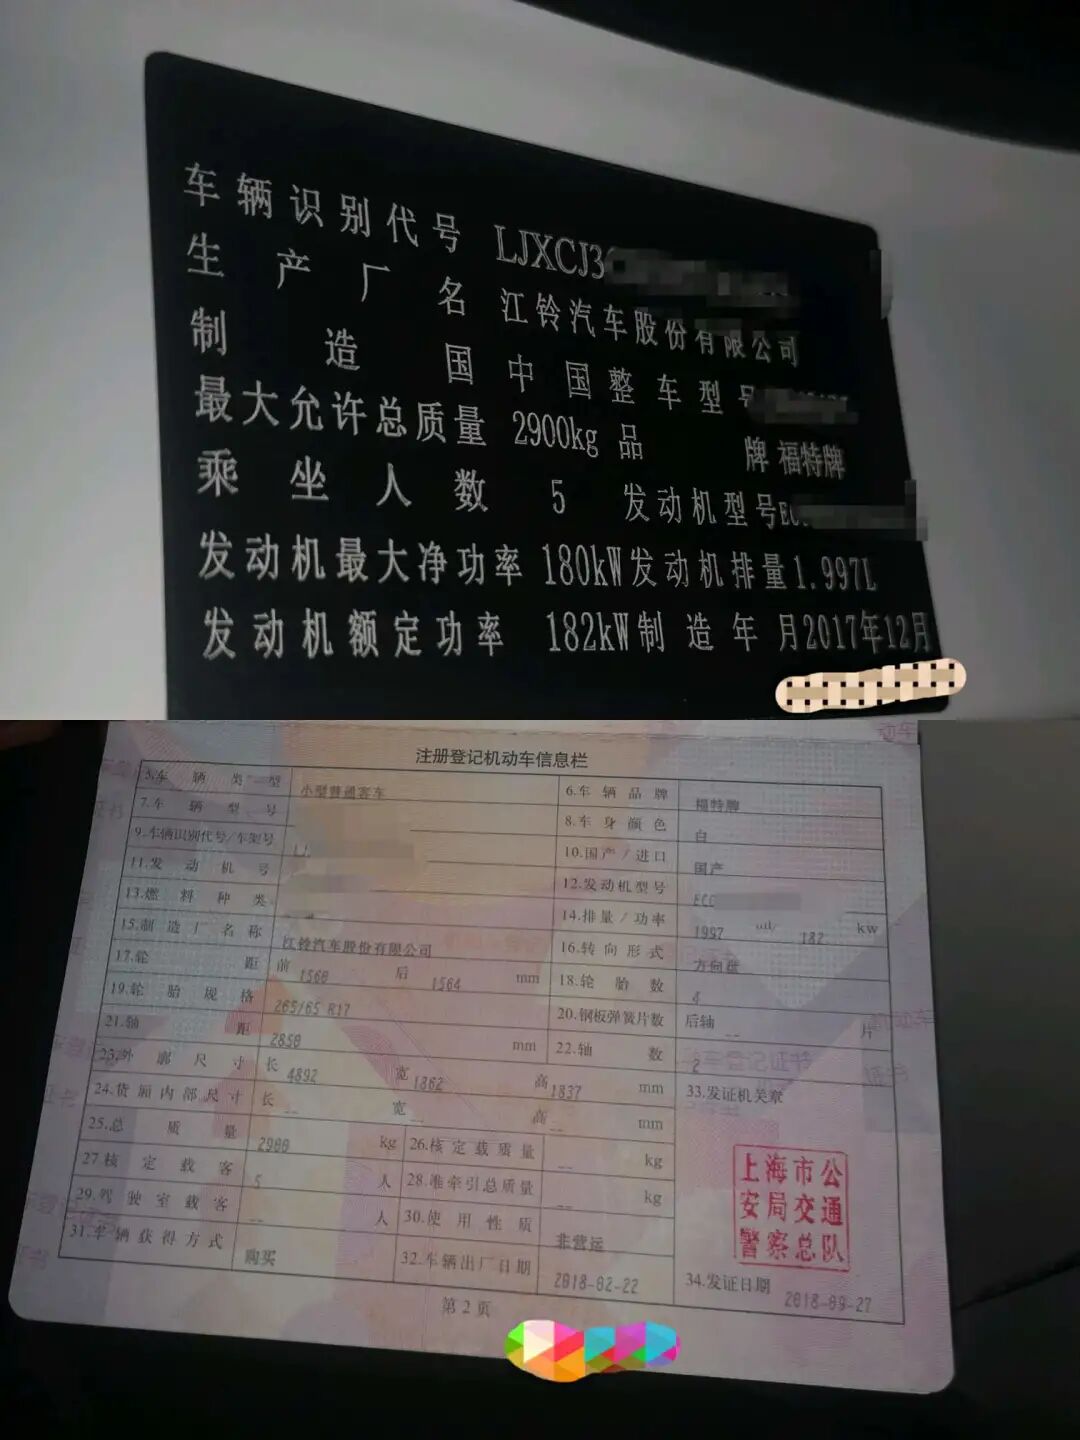 车辆识别代号 LJXCJ3
生产厂名 江铃汽车股份有限公司
制造国 中国 整车型号
最大允许总质量 2900kg 品牌 福特牌
乘坐人数 5 发动机型号 EC
发动机最大净功率 180kW 发动机排量 1.997L
发动机额定功率 182kW 制造年月 2017年12月
动车
注册登记机动车信息栏
5.车辆类型 小型普通客车 6.车辆品牌 福特牌
7.车辆型号 8.车身颜色 白
9.车辆识别代号/车架号 LJ 10.国产/进口 国产
11.发动机号 12.发动机型号 ECC
13.燃料种类 14.排量/功率 1997 ml/ 182 kW
15.制造厂名称 江铃汽车股份有限公司 16.转向形式 方向盘
17.轮距 前 1560 后 1564 mm 18.轮胎数 4
19.轮胎规格 265/65 R17 20.钢板弹簧片数 后轴 -- 片
21.轴距 2850 mm 22.轴数 2
23.外廓尺寸 长 4892 宽 1862 高 1837 mm 33.发证机关章
24.货厢内部尺寸 长 -- 宽 -- 高 -- mm
25.总质量 2900 kg 26.核定载质量 -- kg
27.核定载客 5 人 28.准牵引总质量 -- kg
29.驾驶室载客 -- 人 30.使用性质 非营运
31.车辆获得方式 购买 32.车辆出厂日期 2018-02-22 34.发证日期 2018-09-27
上海市公
安局交通
警察总队
第2页